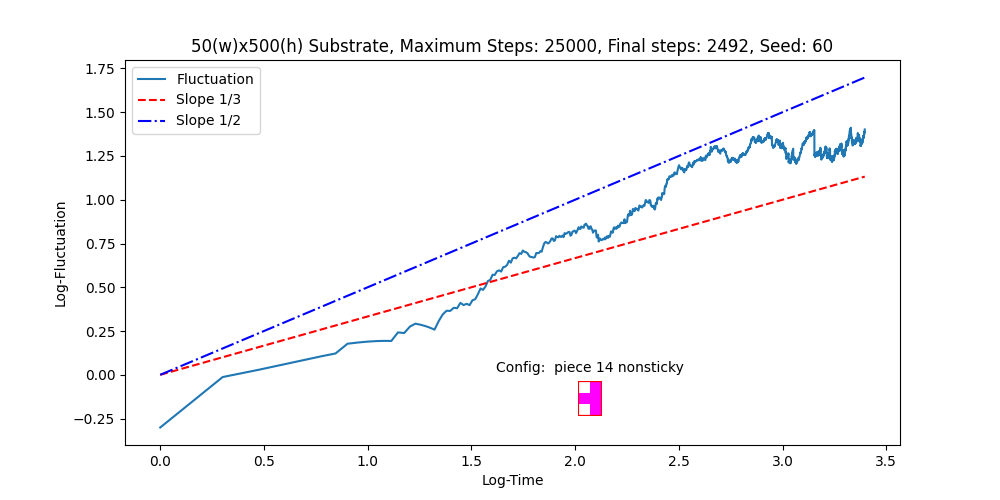 50(w)x500(h) Substrate, Maximum Steps: 25000, Final steps: 2492, Seed: 60
1.75
1.50
1.25
1.00
0.75
0.50
0.25
0.00
−0.25
Log-Fluctuation
Fluctuation
Slope 1/3
Slope 1/2
Config:  piece 14 nonsticky
0.0 0.5 1.0 1.5 2.0 2.5 3.0 3.5
Log-Time